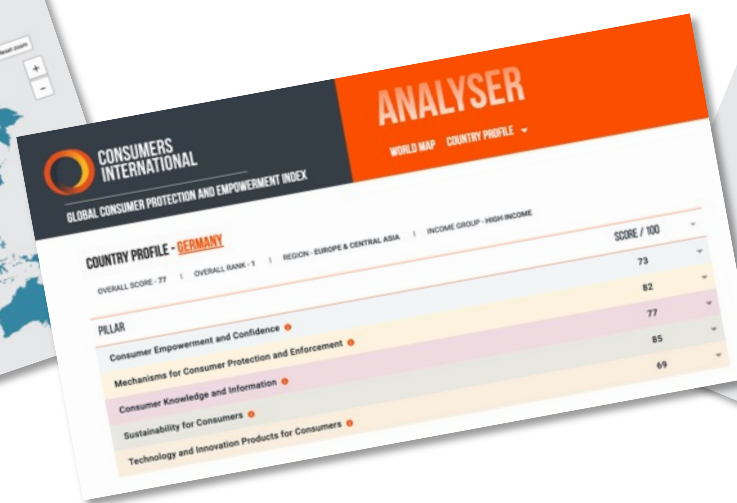 Reset zoom
+
−
CONSUMERS
INTERNATIONAL
GLOBAL CONSUMER PROTECTION AND EMPOWERMENT INDEX
ANALYSER
WORLD MAP COUNTRY PROFILE
COUNTRY PROFILE - GERMANY
OVERALL SCORE - 77 | OVERALL RANK - 1 | REGION - EUROPE & CENTRAL ASIA | INCOME GROUP - HIGH INCOME
PILLAR SCORE / 100
Consumer Empowerment and Confidence 73
Mechanisms for Consumer Protection and Enforcement 82
Consumer Knowledge and Information 77
Sustainability for Consumers 85
Technology and Innovation Products for Consumers 69